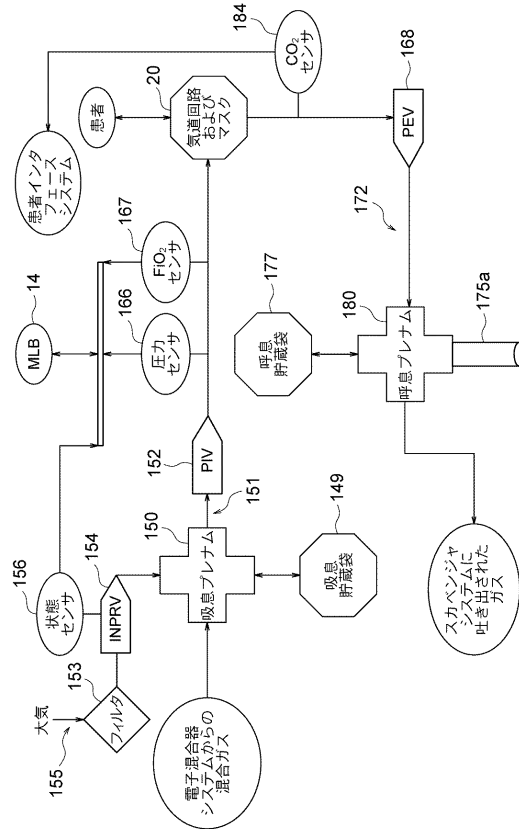 大気
155
153
フィルタ
156
状態
センサ
154
INPRV
MLB
14
患者インタ
フェース
システム
患者
20
気道回路
および
マスク
184
CO₂
センサ
166
圧力
センサ
167
FiO₂
センサ
電子混合器
システムからの
混合ガス
150
吸息プレナム
151
152
PIV
149
吸息
貯蔵袋
177
呼息
貯蔵袋
168
PEV
172
180
呼息プレナム
175a
スカベンジャ
システムに
吐き出された
ガス